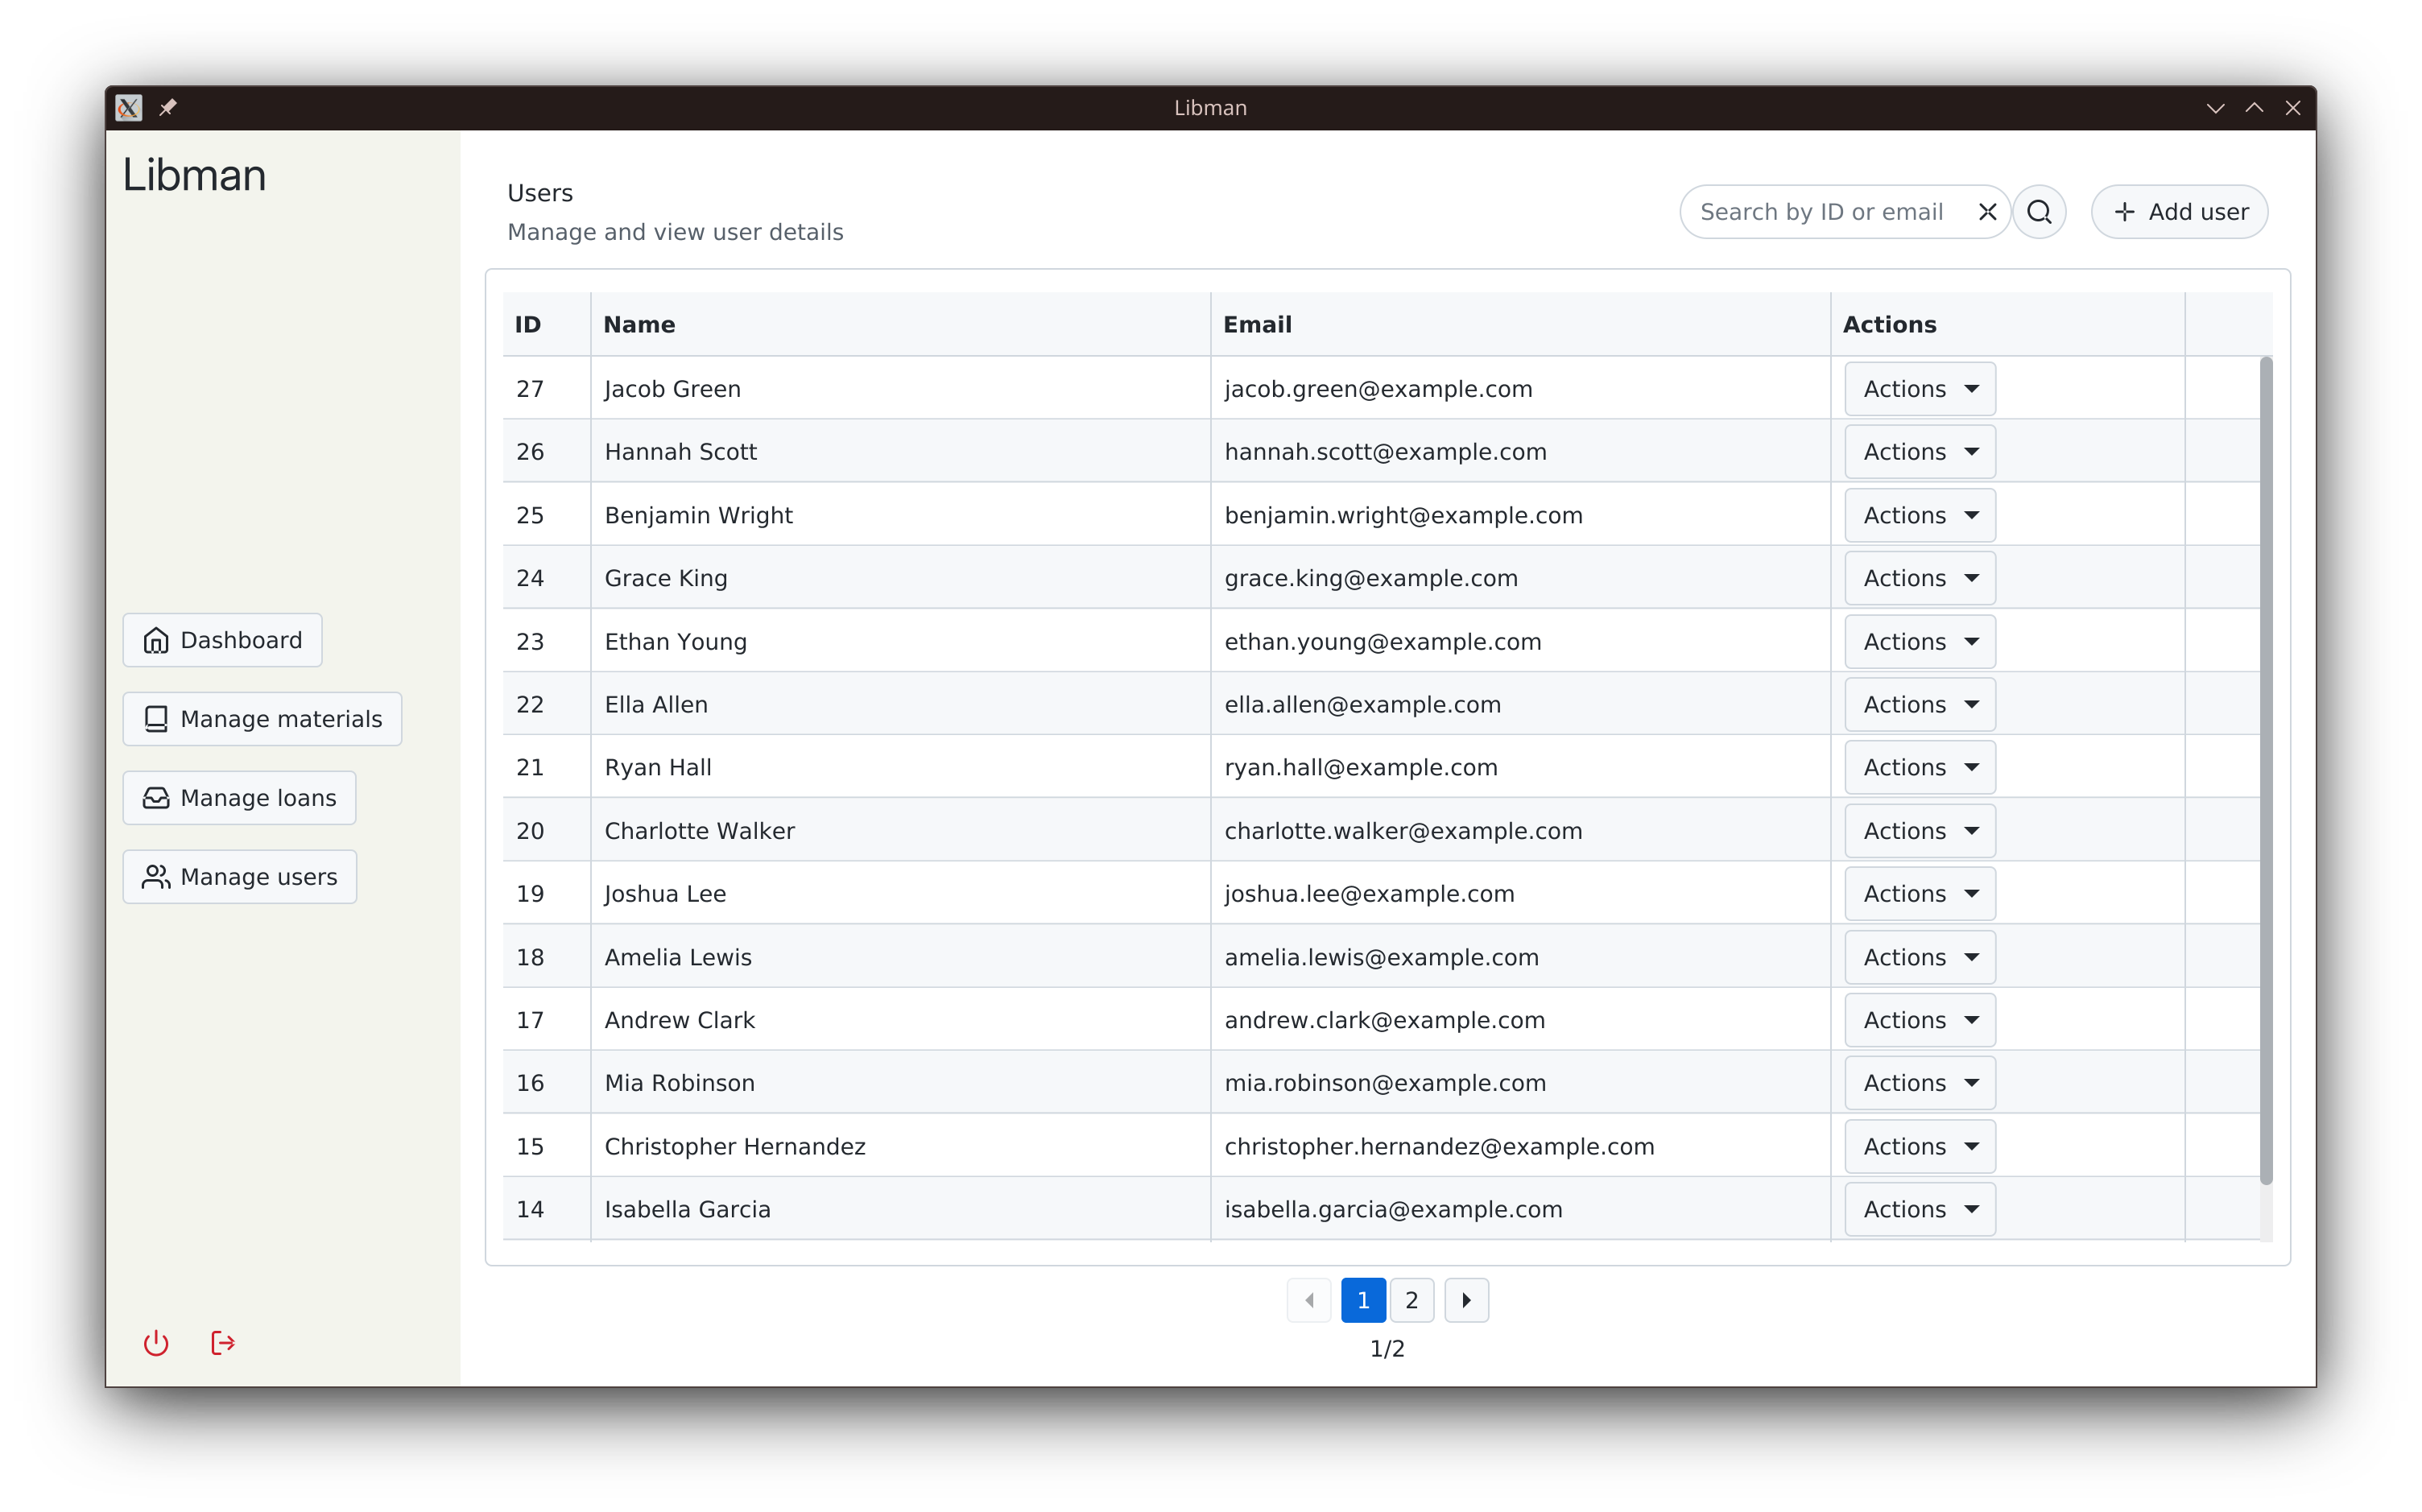 Libman
Libman
Users
Manage and view user details
Search by ID or email
Add user
ID Name Email Actions
27 Jacob Green jacob.green@example.com Actions
26 Hannah Scott hannah.scott@example.com Actions
25 Benjamin Wright benjamin.wright@example.com Actions
24 Grace King grace.king@example.com Actions
23 Ethan Young ethan.young@example.com Actions
22 Ella Allen ella.allen@example.com Actions
21 Ryan Hall ryan.hall@example.com Actions
20 Charlotte Walker charlotte.walker@example.com Actions
19 Joshua Lee joshua.lee@example.com Actions
18 Amelia Lewis amelia.lewis@example.com Actions
17 Andrew Clark andrew.clark@example.com Actions
16 Mia Robinson mia.robinson@example.com Actions
15 Christopher Hernandez christopher.hernandez@example.com Actions
14 Isabella Garcia isabella.garcia@example.com Actions
Dashboard
Manage materials
Manage loans
Manage users
1 2
1/2